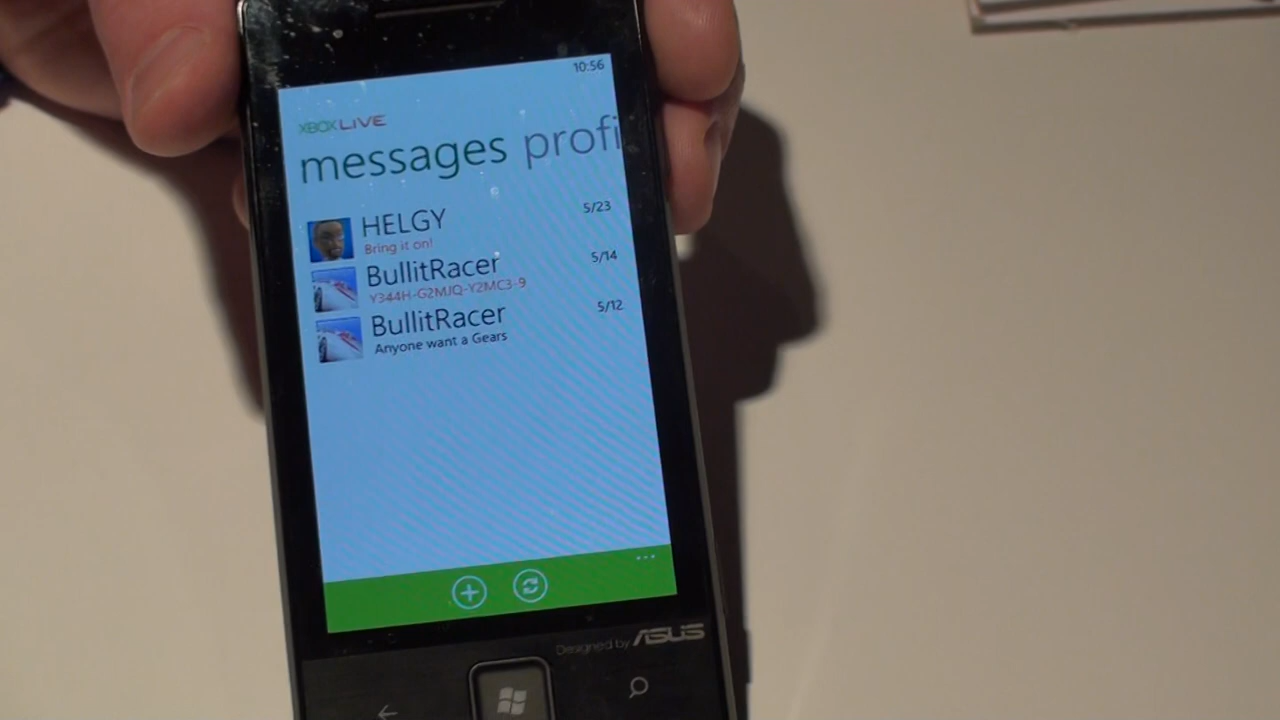 10:56
XBOX LIVE
messages profi
HELGY 5/23
Bring it on!
BullitRacer 5/14
Y344H-G2MJQ-Y2MC3-9
BullitRacer 5/12
Anyone want a Gears
Designed by ASUS